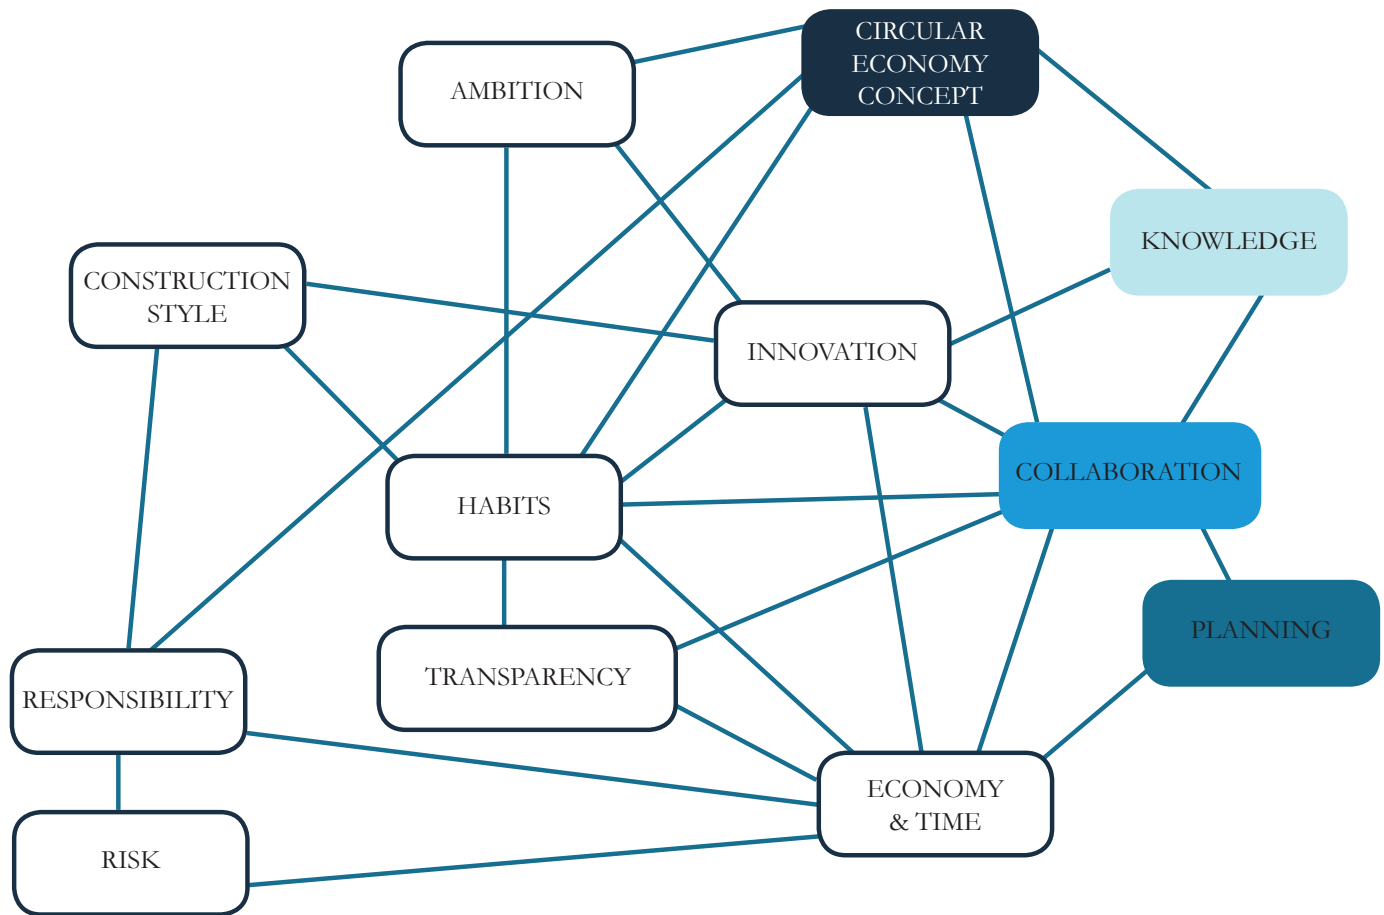 CIRCULAR
ECONOMY
CONCEPT
AMBITION
KNOWLEDGE
CONSTRUCTION
STYLE
INNOVATION
COLLABORATION
HABITS
PLANNING
TRANSPARENCY
RESPONSIBILITY
ECONOMY
& TIME
RISK